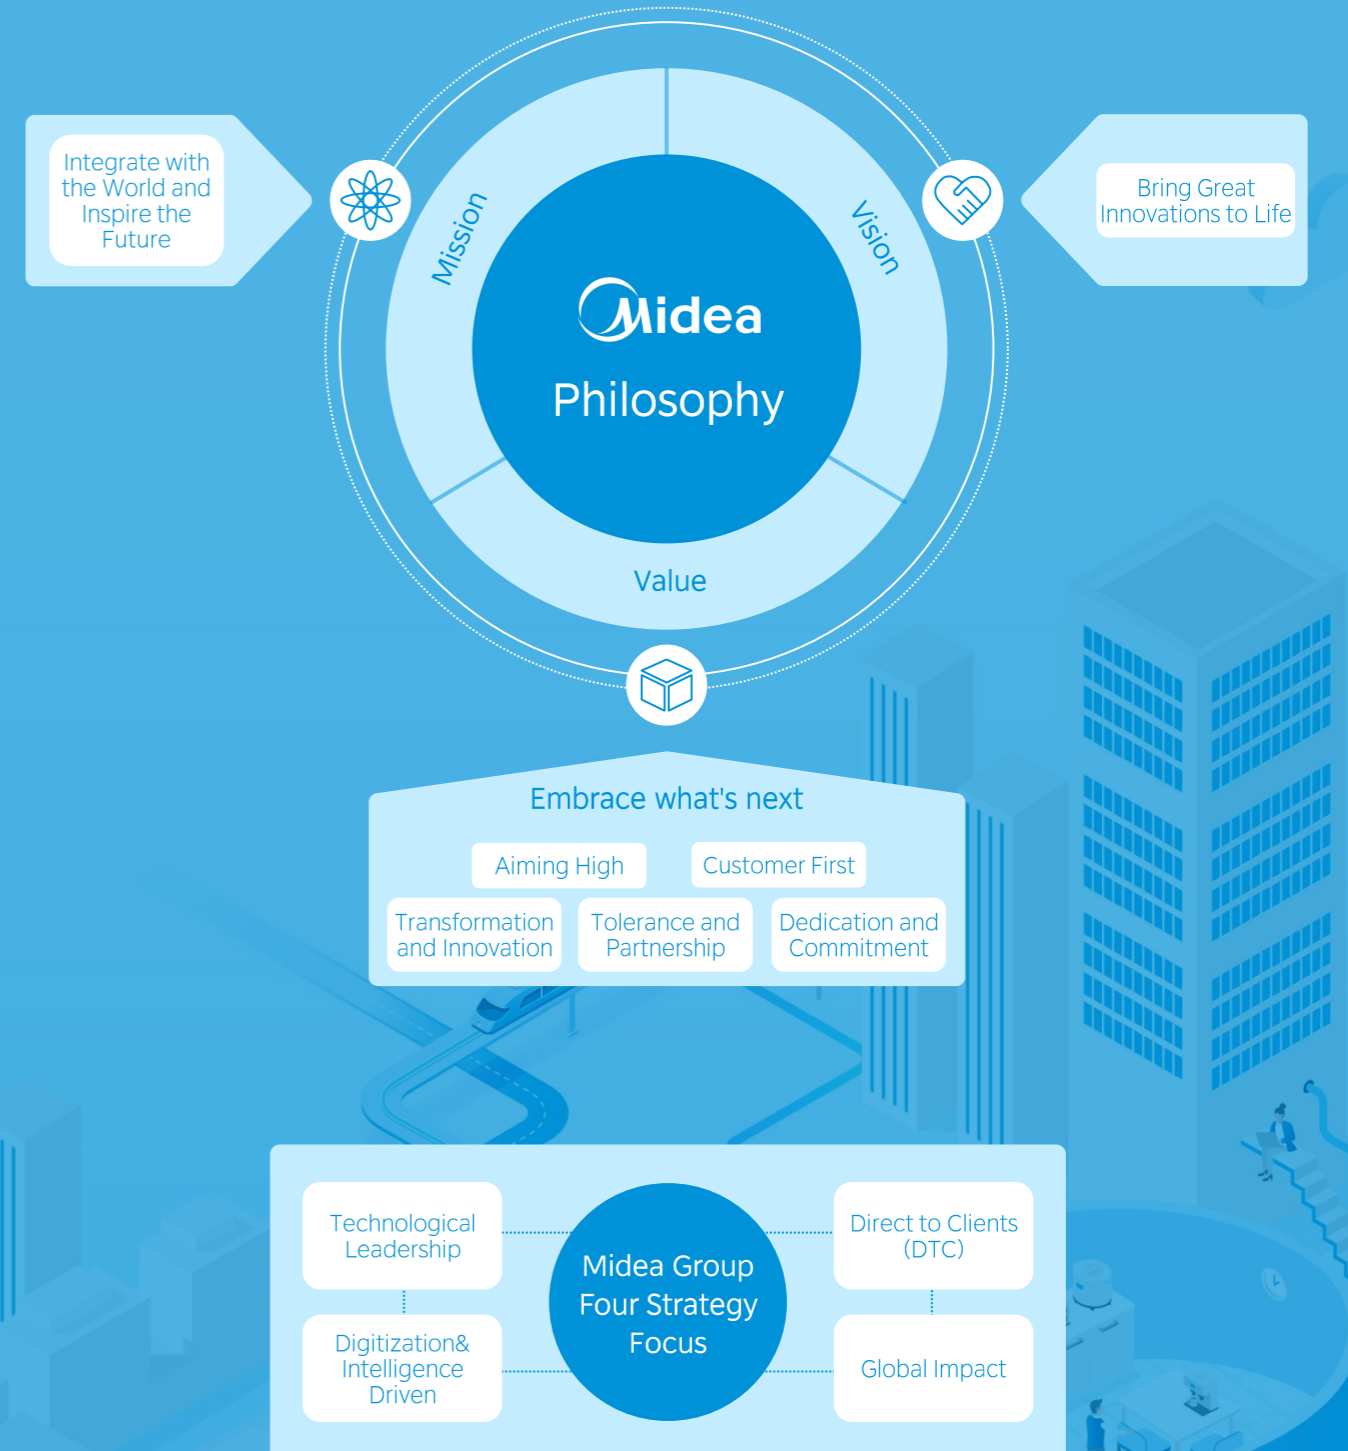 Integrate with
the World and
Inspire the
Future
Mission
Vision
Bring Great
Innovations to Life
Midea
Philosophy
Value
Embrace what's next
Aiming High
Customer First
Transformation
and Innovation
Tolerance and
Partnership
Dedication and
Commitment
Technological
Leadership
Midea Group
Four Strategy
Focus
Direct to Clients
(DTC)
Digitization&
Intelligence
Driven
Global Impact